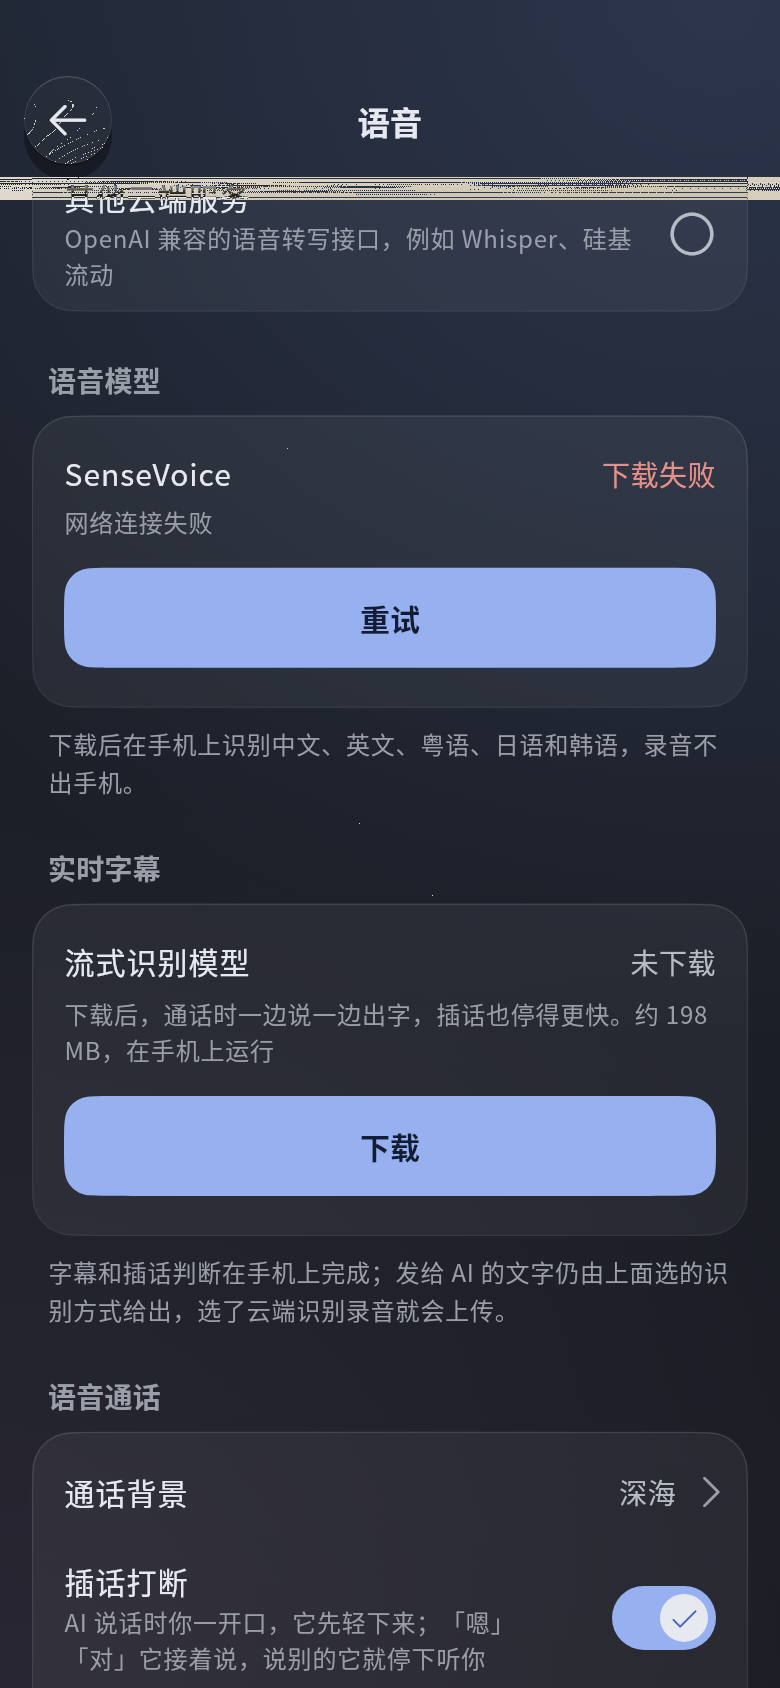 语音
其他云端服务
OpenAI 兼容的语音转写接口，例如 Whisper、硅基
流动
语音模型
SenseVoice
下载失败
网络连接失败
重试
下载后在手机上识别中文、英文、粤语、日语和韩语，录音不
出手机。
实时字幕
流式识别模型
未下载
下载后，通话时一边说一边出字，插话也停得更快。约 198
MB，在手机上运行
下载
字幕和插话判断在手机上完成；发给 AI 的文字仍由上面选的识
别方式给出，选了云端识别录音就会上传。
语音通话
通话背景
深海
插话打断
AI 说话时你一开口，它先轻下来；「嗯」
「对」它接着说，说别的它就停下听你